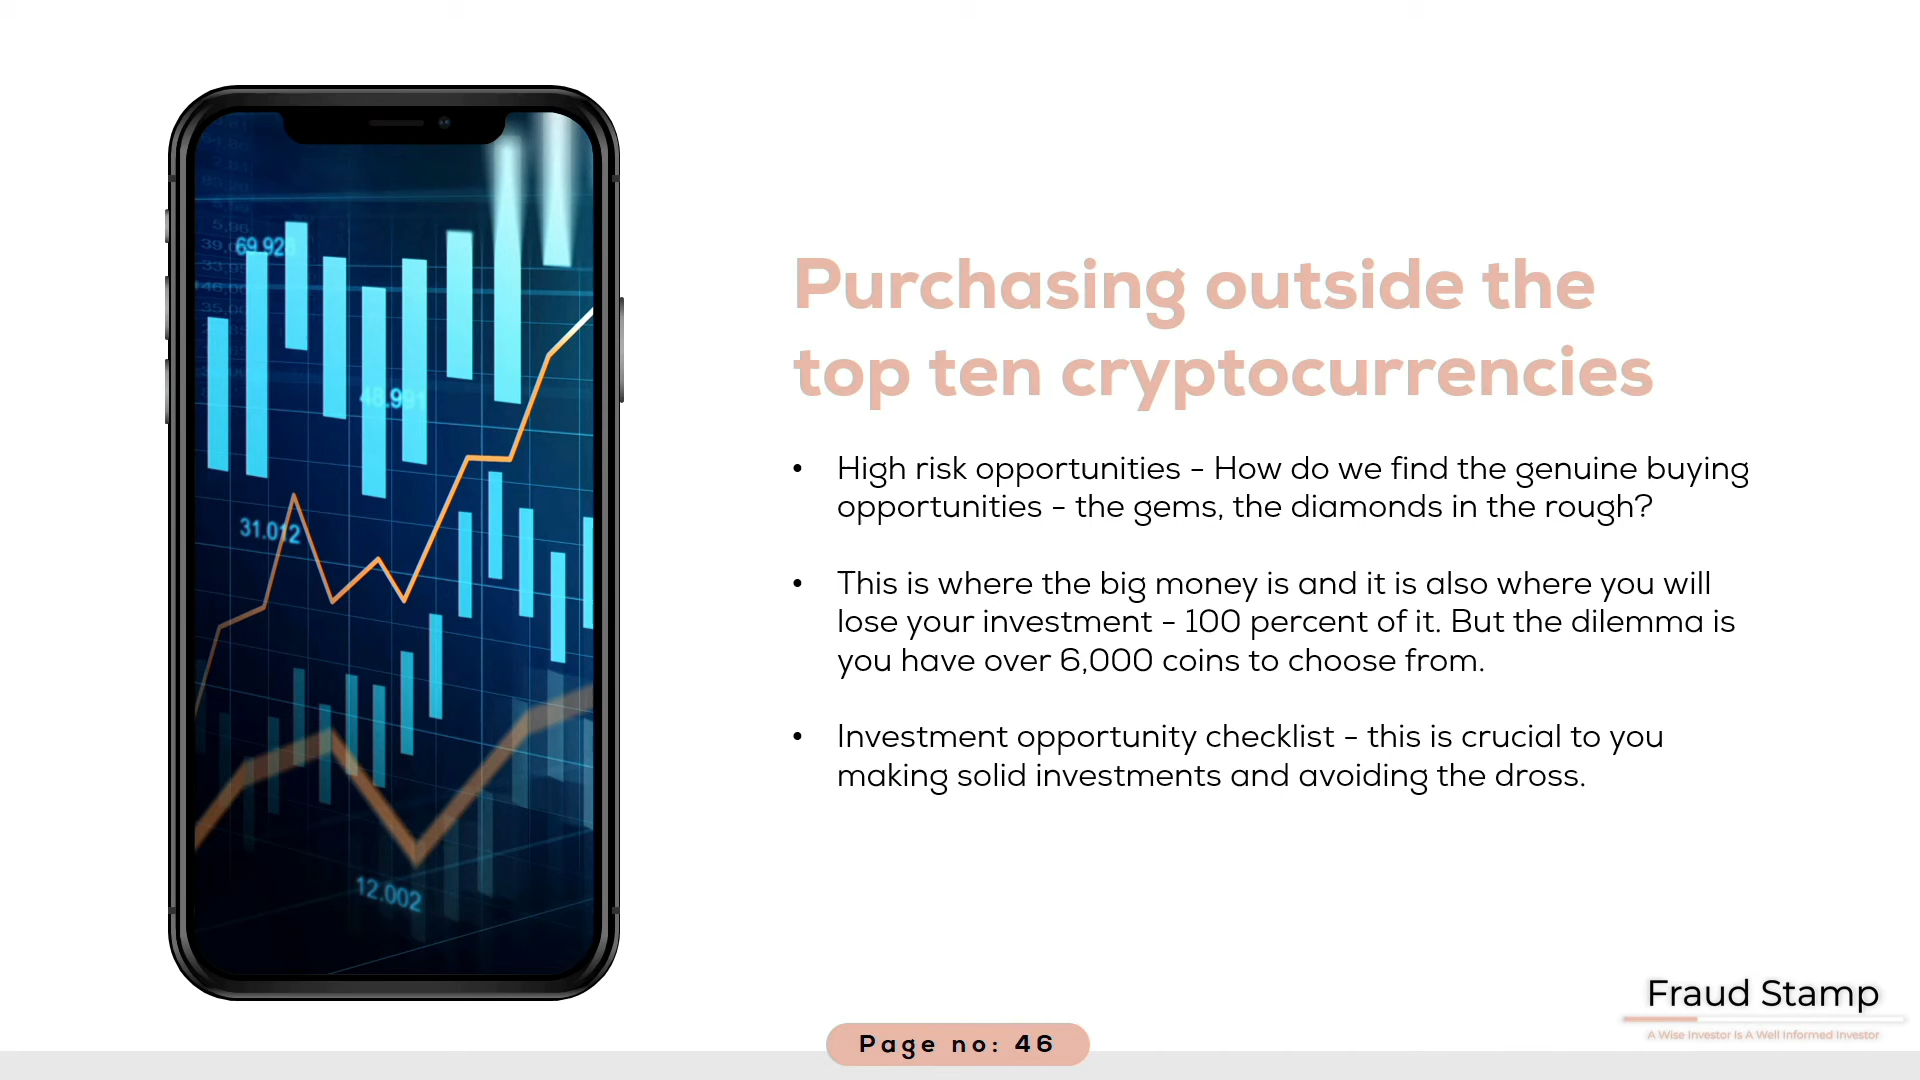 69.928
48.991
31.012
12.002
Purchasing outside the
top ten cryptocurrencies
• High risk opportunities - How do we find the genuine buying
opportunities - the gems, the diamonds in the rough?
• This is where the big money is and it is also where you will
lose your investment - 100 percent of it. But the dilemma is
you have over 6,000 coins to choose from.
• Investment opportunity checklist - this is crucial to you
making solid investments and avoiding the dross.
Fraud Stamp
A Wise Investor Is A Well Informed Investor
Page no: 46